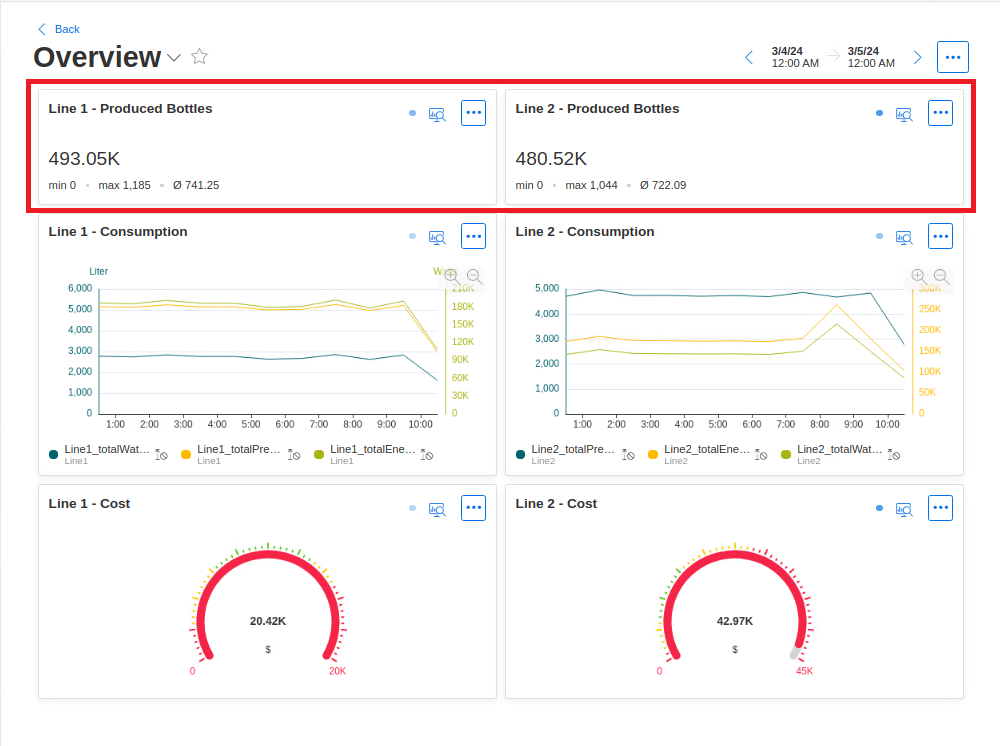 Back
Overview
3/4/24
12:00 AM
3/5/24
12:00 AM
Line 1 - Produced Bottles
493.05K
min 0 • max 1,185 • Ø 741.25
Line 2 - Produced Bottles
480.52K
min 0 • max 1,044 • Ø 722.09
Line 1 - Consumption
Liter
6,000
5,000
4,000
3,000
2,000
1,000
0
210K
180K
150K
120K
90K
60K
30K
0
1:00 2:00 3:00 4:00 5:00 6:00 7:00 8:00 9:00 10:00
Line1_totalWat... Line1_totalPre... Line1_totalEne...
Line1 Line1 Line1
Line 2 - Consumption
5,000
4,000
3,000
2,000
1,000
0
300K
250K
200K
150K
100K
50K
0
1:00 2:00 3:00 4:00 5:00 6:00 7:00 8:00 9:00 10:00
Line2_totalPre... Line2_totalEne... Line2_totalWat...
Line2 Line2 Line2
Line 1 - Cost
20.42K
$
0 20K
Line 2 - Cost
42.97K
$
0 45K